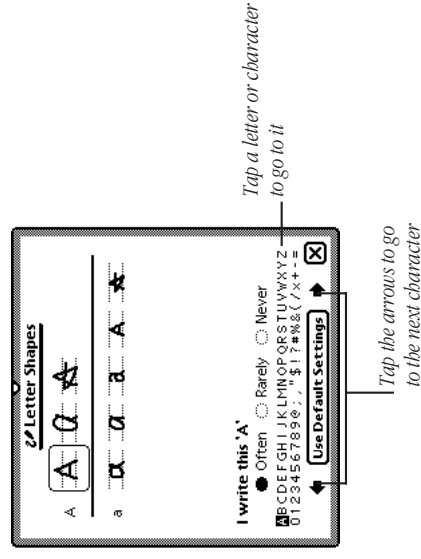 Letter Shapes
A A a A
a a a a A A
I write this 'A'
Often Rarely Never
ABCDEFGHIJKLMNOPQRSTUVWXYZ
0123456789@;,"$!?#%&(/x+-=
Use Default Settings
Tap a letter or character
to go to it
Tap the arrows to go
to the next character